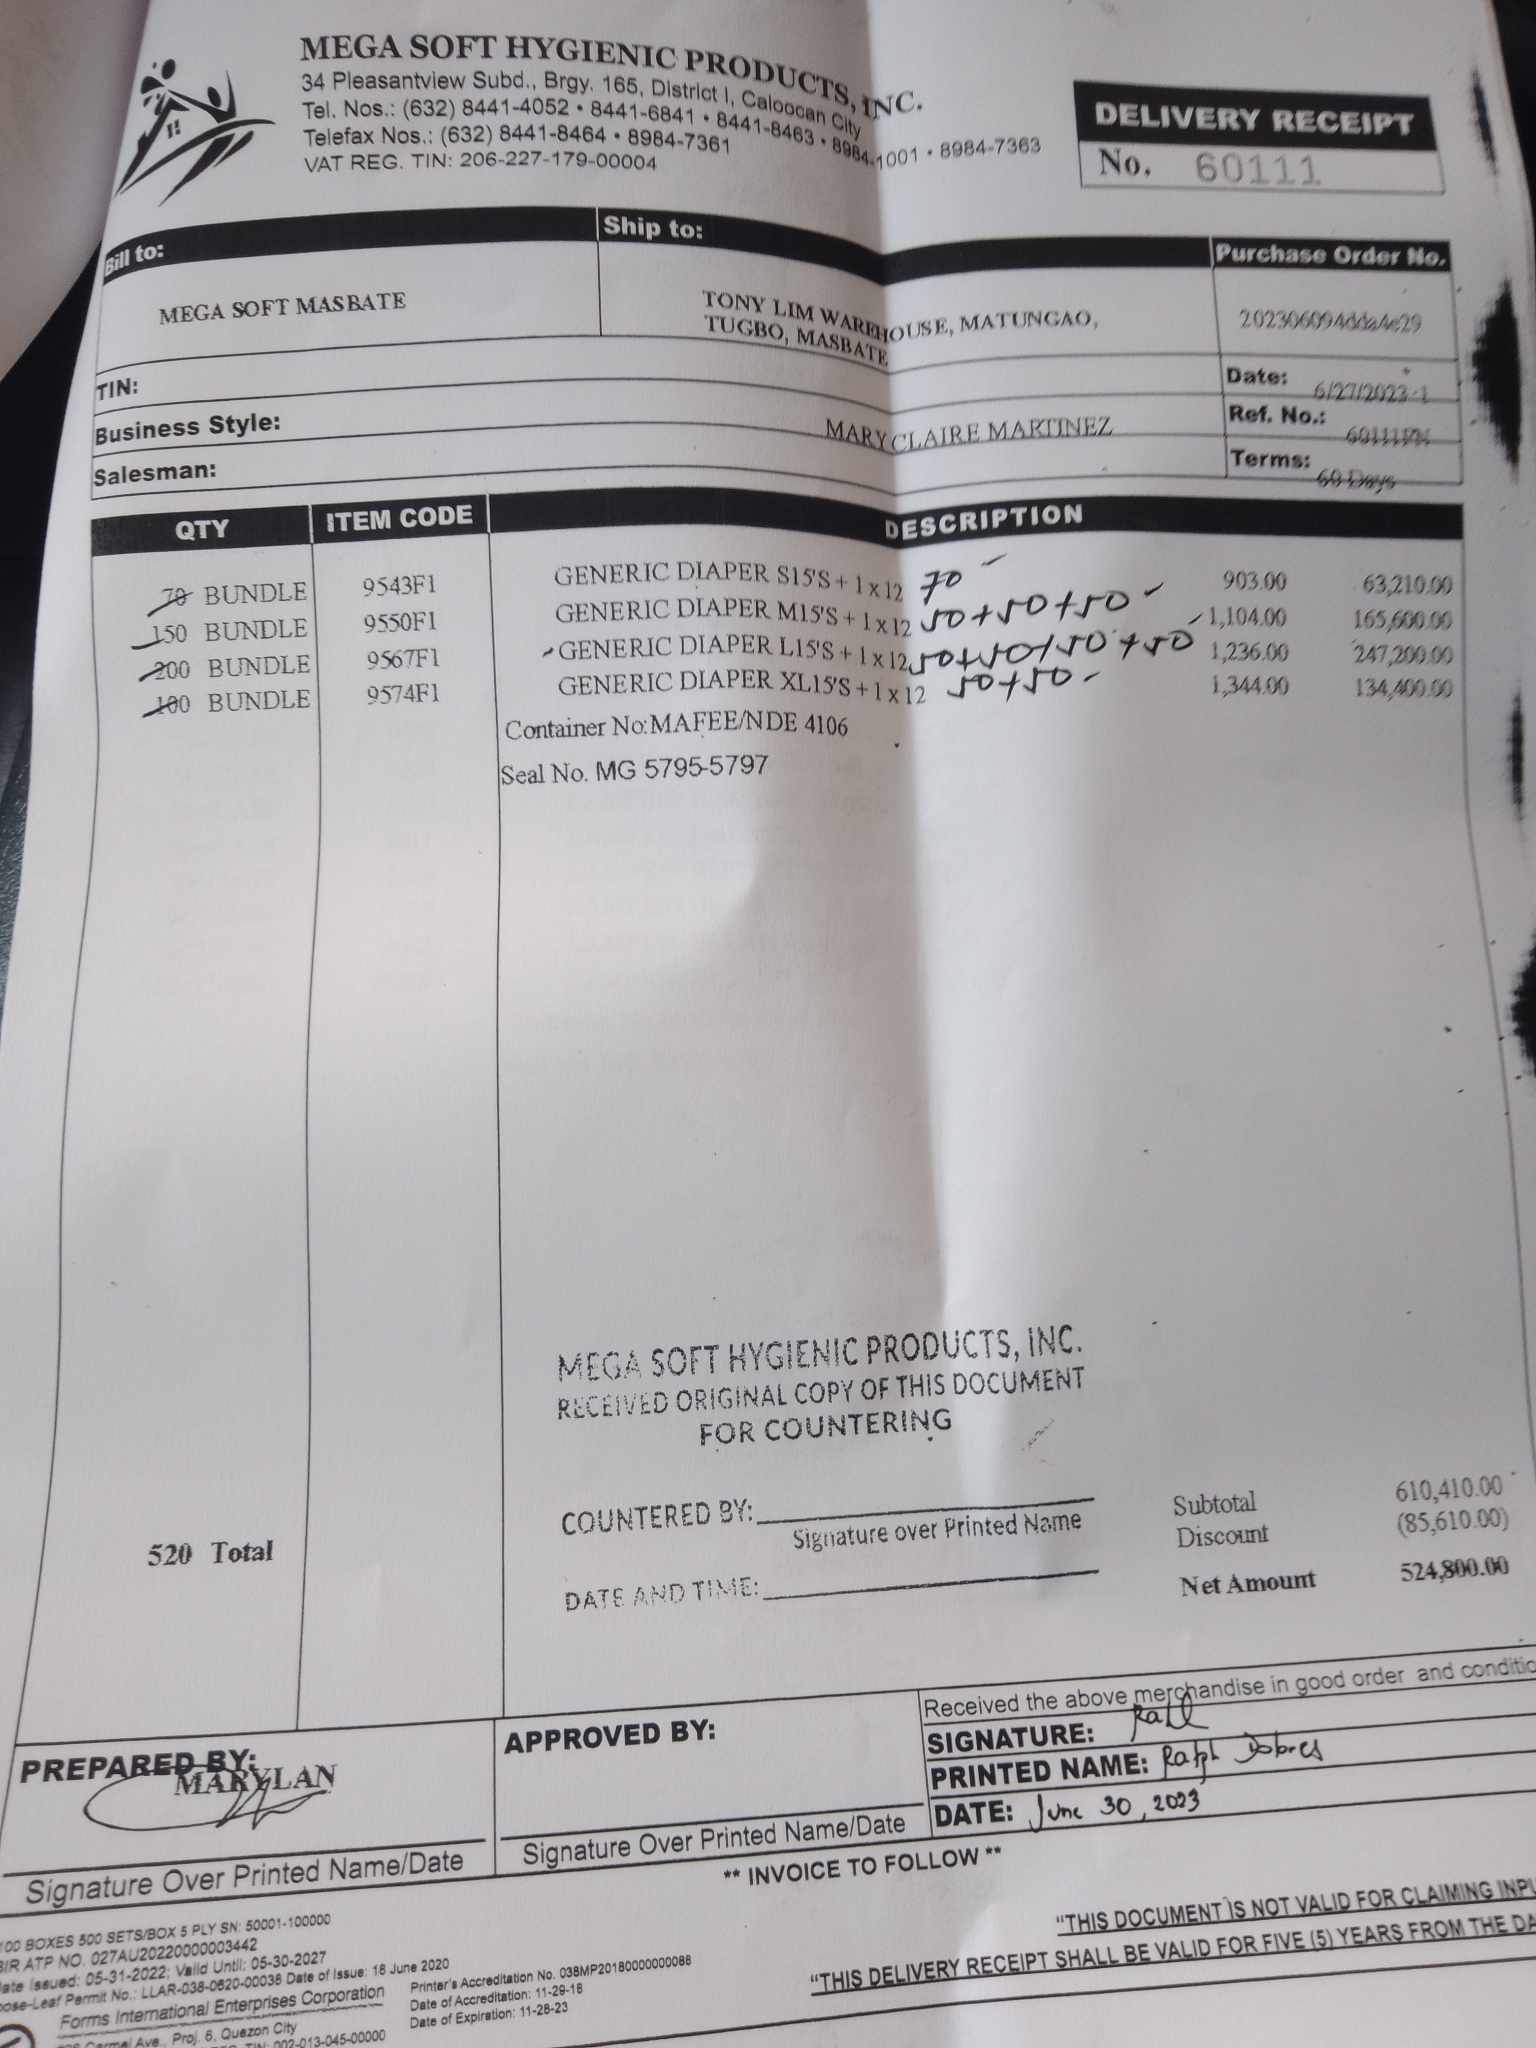 MEGA SOFT HYGIENIC PRODUCTS, INC.
34 Pleasantview Subd., Brgy. 165, District I, Caloocan City
Tel. Nos.: (632) 8441-4052 • 8441-6841 • 8441-8463 • 8984-1001 • 8984-7363
Telefax Nos.: (632) 8441-8464 • 8984-7361
VAT REG. TIN: 206-227-179-00004
DELIVERY RECEIPT
No. 60111
Bill to:
Ship to:
Purchase Order No.
MEGA SOFT MASBATE
TONY LIM WAREHOUSE, MATUNGAO,
TUGBO, MASBATE
202306094dda4e29
TIN:
Date: 6/27/2023
Business Style:
MARY CLAIRE MARTINEZ
Ref. No.:
Salesman:
Terms: 60 Days
QTY ITEM CODE DESCRIPTION
70 BUNDLE 9543F1 GENERIC DIAPER S15'S + 1 x 12 70 903.00 63,210.00
150 BUNDLE 9550F1 GENERIC DIAPER M15'S + 1 x 12 50+50+50 1,104.00 165,600.00
200 BUNDLE 9567F1 GENERIC DIAPER L15'S + 1 x 12 50+50+50+50 1,236.00 247,200.00
100 BUNDLE 9574F1 GENERIC DIAPER XL15'S + 1 x 12 50+50 1,344.00 134,400.00
Container No:MAFEE/NDE 4106
Seal No. MG 5795-5797
MEGA SOFT HYGIENIC PRODUCTS, INC.
RECEIVED ORIGINAL COPY OF THIS DOCUMENT
FOR COUNTERING
COUNTERED BY:
Signature over Printed Name
DATE AND TIME:
520 Total
Subtotal 610,410.00
Discount (85,610.00)
Net Amount 524,800.00
PREPARED BY:
MARYLAN
Signature Over Printed Name/Date
APPROVED BY:
Signature Over Printed Name/Date
Received the above merchandise in good order and conditio
SIGNATURE:
PRINTED NAME: Ralph Dolores
DATE: June 30, 2023
** INVOICE TO FOLLOW **
"THIS DOCUMENT IS NOT VALID FOR CLAIMING INPU
"THIS DELIVERY RECEIPT SHALL BE VALID FOR FIVE (5) YEARS FROM THE DA
100 BOXES 500 SETS/BOX 5 PLY SN: 50001-100000
BIR ATP NO. 027AU20220000003442
Date Issued: 05-31-2022; Valid Until: 05-30-2027
oose-Leaf Permit No.: LLAR-038-0620-00036 Date of Issue: 18 June 2020
Forms International Enterprises Corporation
Carmel Ave., Proj. 6, Quezon City
TIN: 002-013-045-00000
Printer's Accreditation No. 038MP20180000000088
Date of Accreditation: 11-29-18
Date of Expiration: 11-28-23